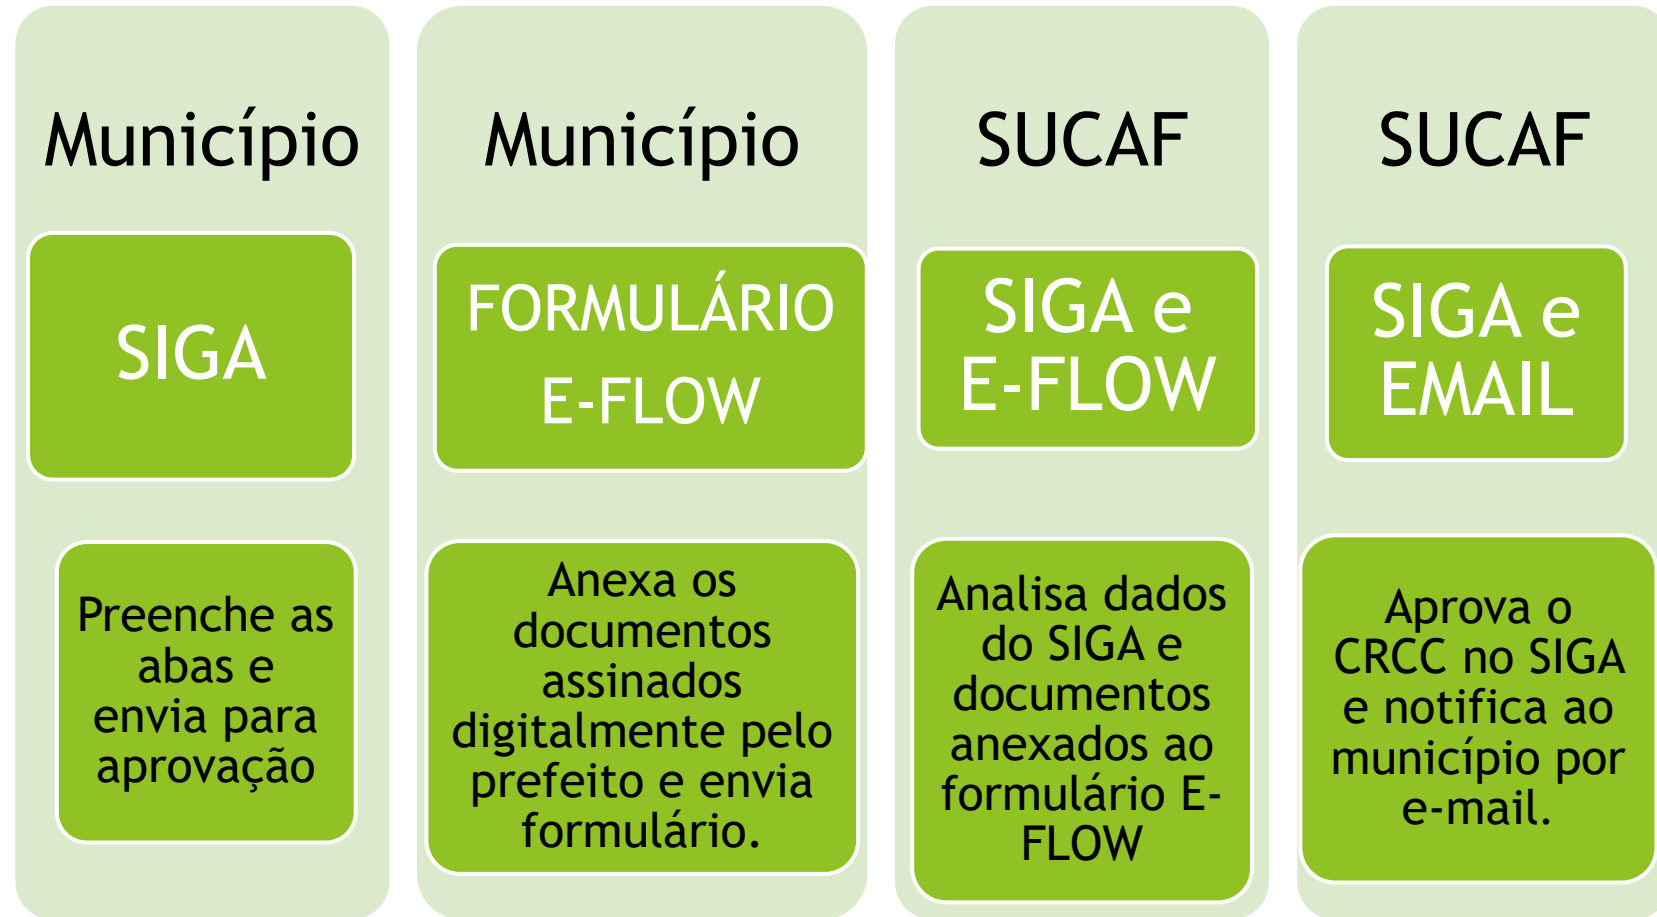 Município
SIGA
Preenche as
abas e
envia para
aprovação
Município
FORMULÁRIO
E-FLOW
Anexa os
documentos
assinados
digitalmente pelo
prefeito e envia
formulário.
SUCAF
SIGA e
E-FLOW
Analisa dados
do SIGA e
documentos
anexados ao
formulário E-
FLOW
SUCAF
SIGA e
EMAIL
Aprova o
CRCC no SIGA
e notifica ao
município por
e-mail.